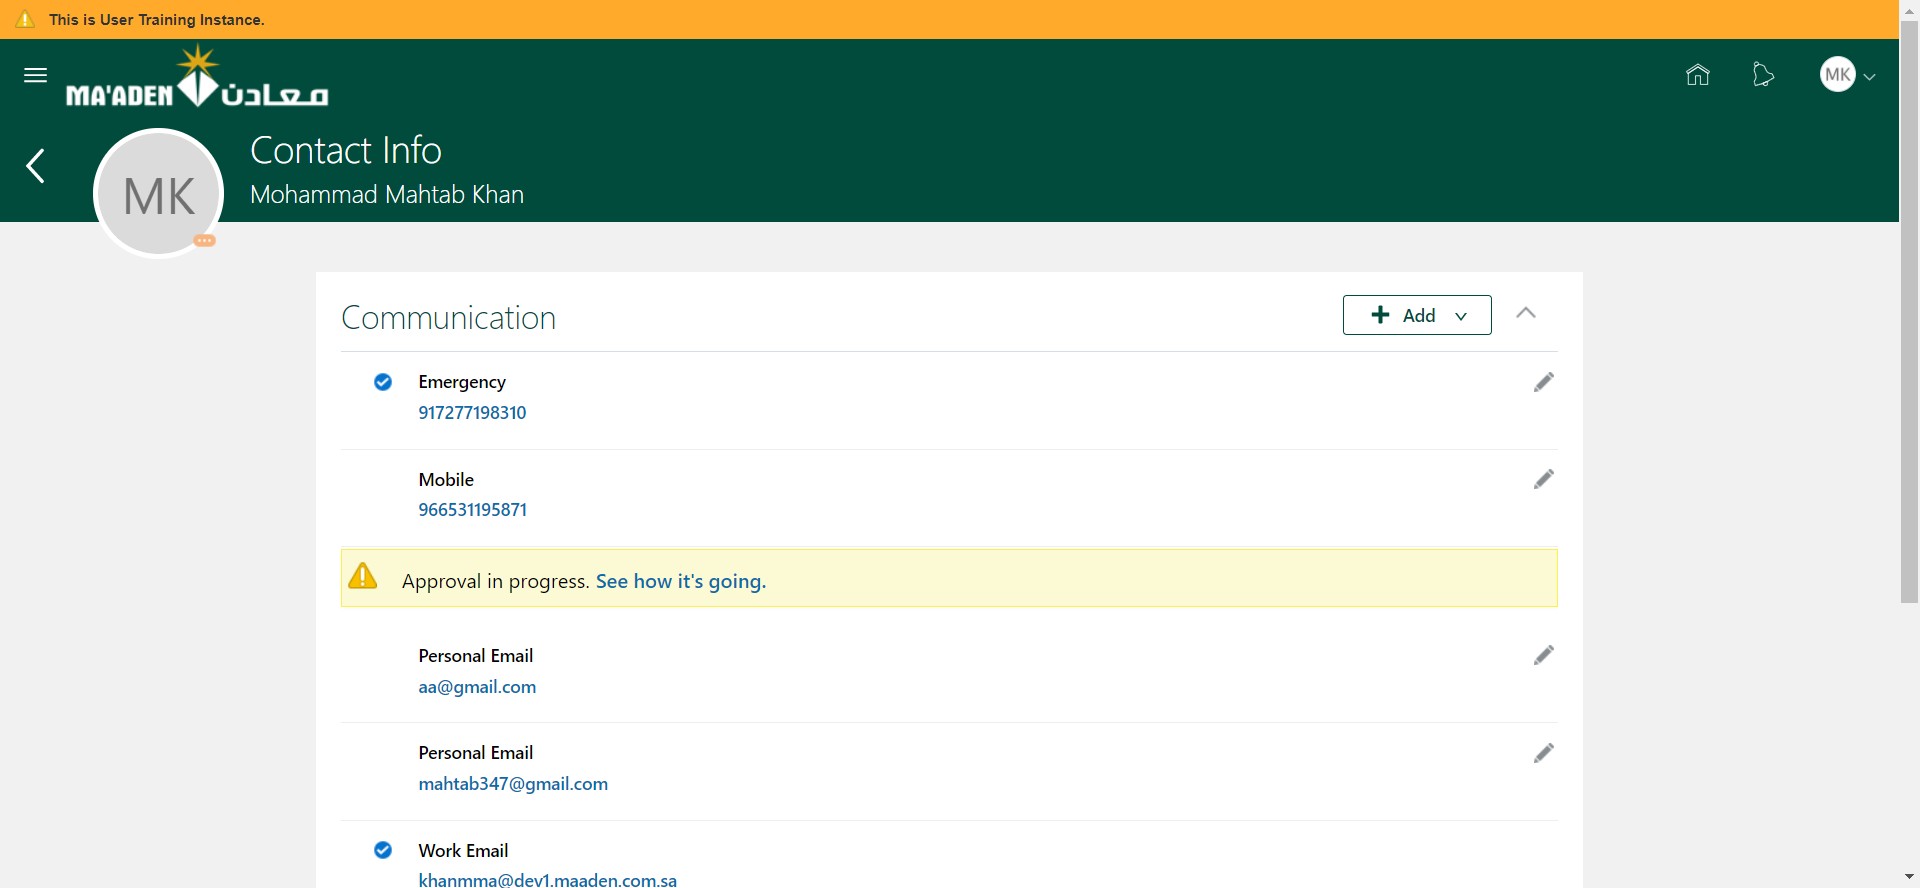 This is User Training Instance.
MA'ADEN معادن
MK
Contact Info
MK
Mohammad Mahtab Khan
Communication
Add
Emergency
917277198310
Mobile
966531195871
Approval in progress. See how it's going.
Personal Email
aa@gmail.com
Personal Email
mahtab347@gmail.com
Work Email
khanmma@dev1.maaden.com.sa